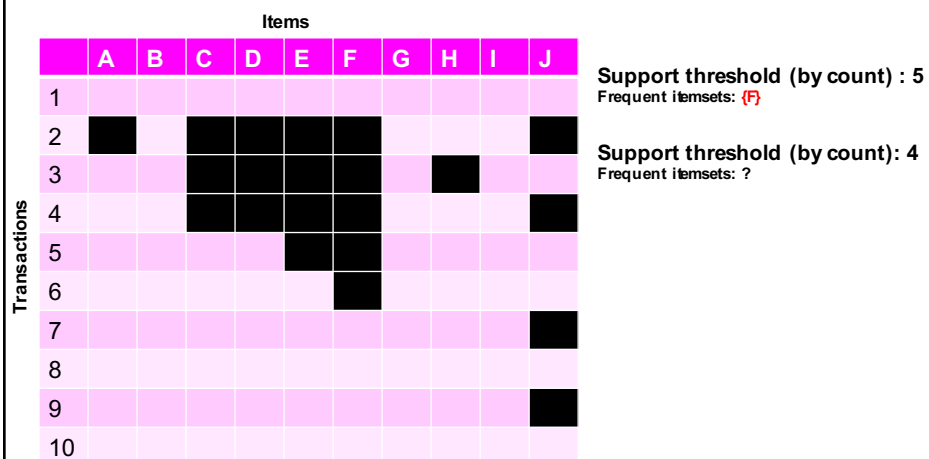 Items
A B C D E F G H I J
Support threshold (by count) : 5
Frequent itemsets: {F}
Support threshold (by count): 4
Frequent itemsets: ?
Transactions
1
2
3
4
5
6
7
8
9
10